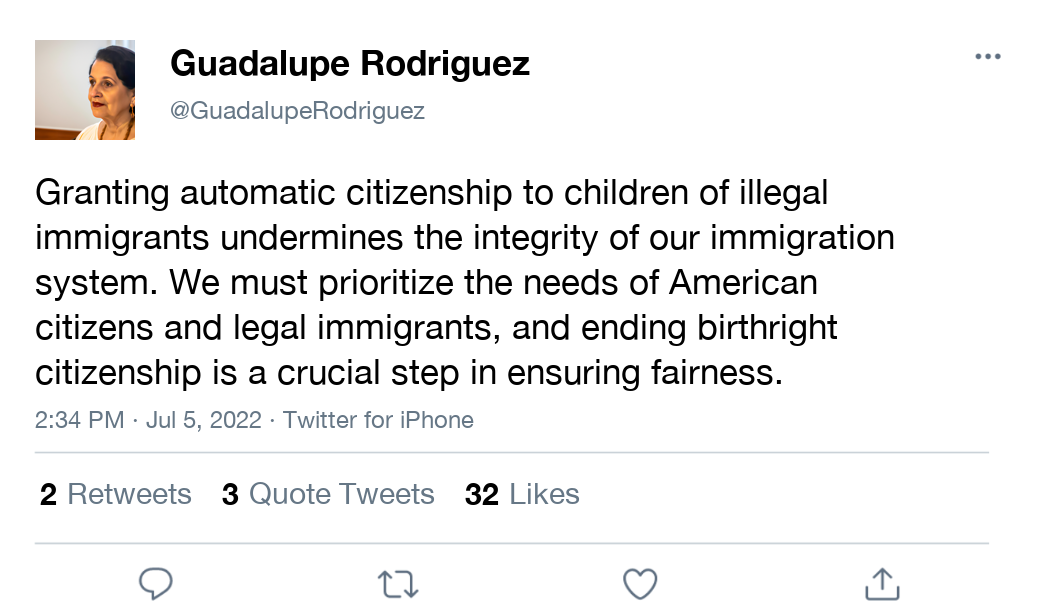 Guadalupe Rodriguez
@GuadalupeRodriguez
Granting automatic citizenship to children of illegal
immigrants undermines the integrity of our immigration
system. We must prioritize the needs of American
citizens and legal immigrants, and ending birthright
citizenship is a crucial step in ensuring fairness.
2:34 PM · Jul 5, 2022 · Twitter for iPhone
2 Retweets 3 Quote Tweets 32 Likes